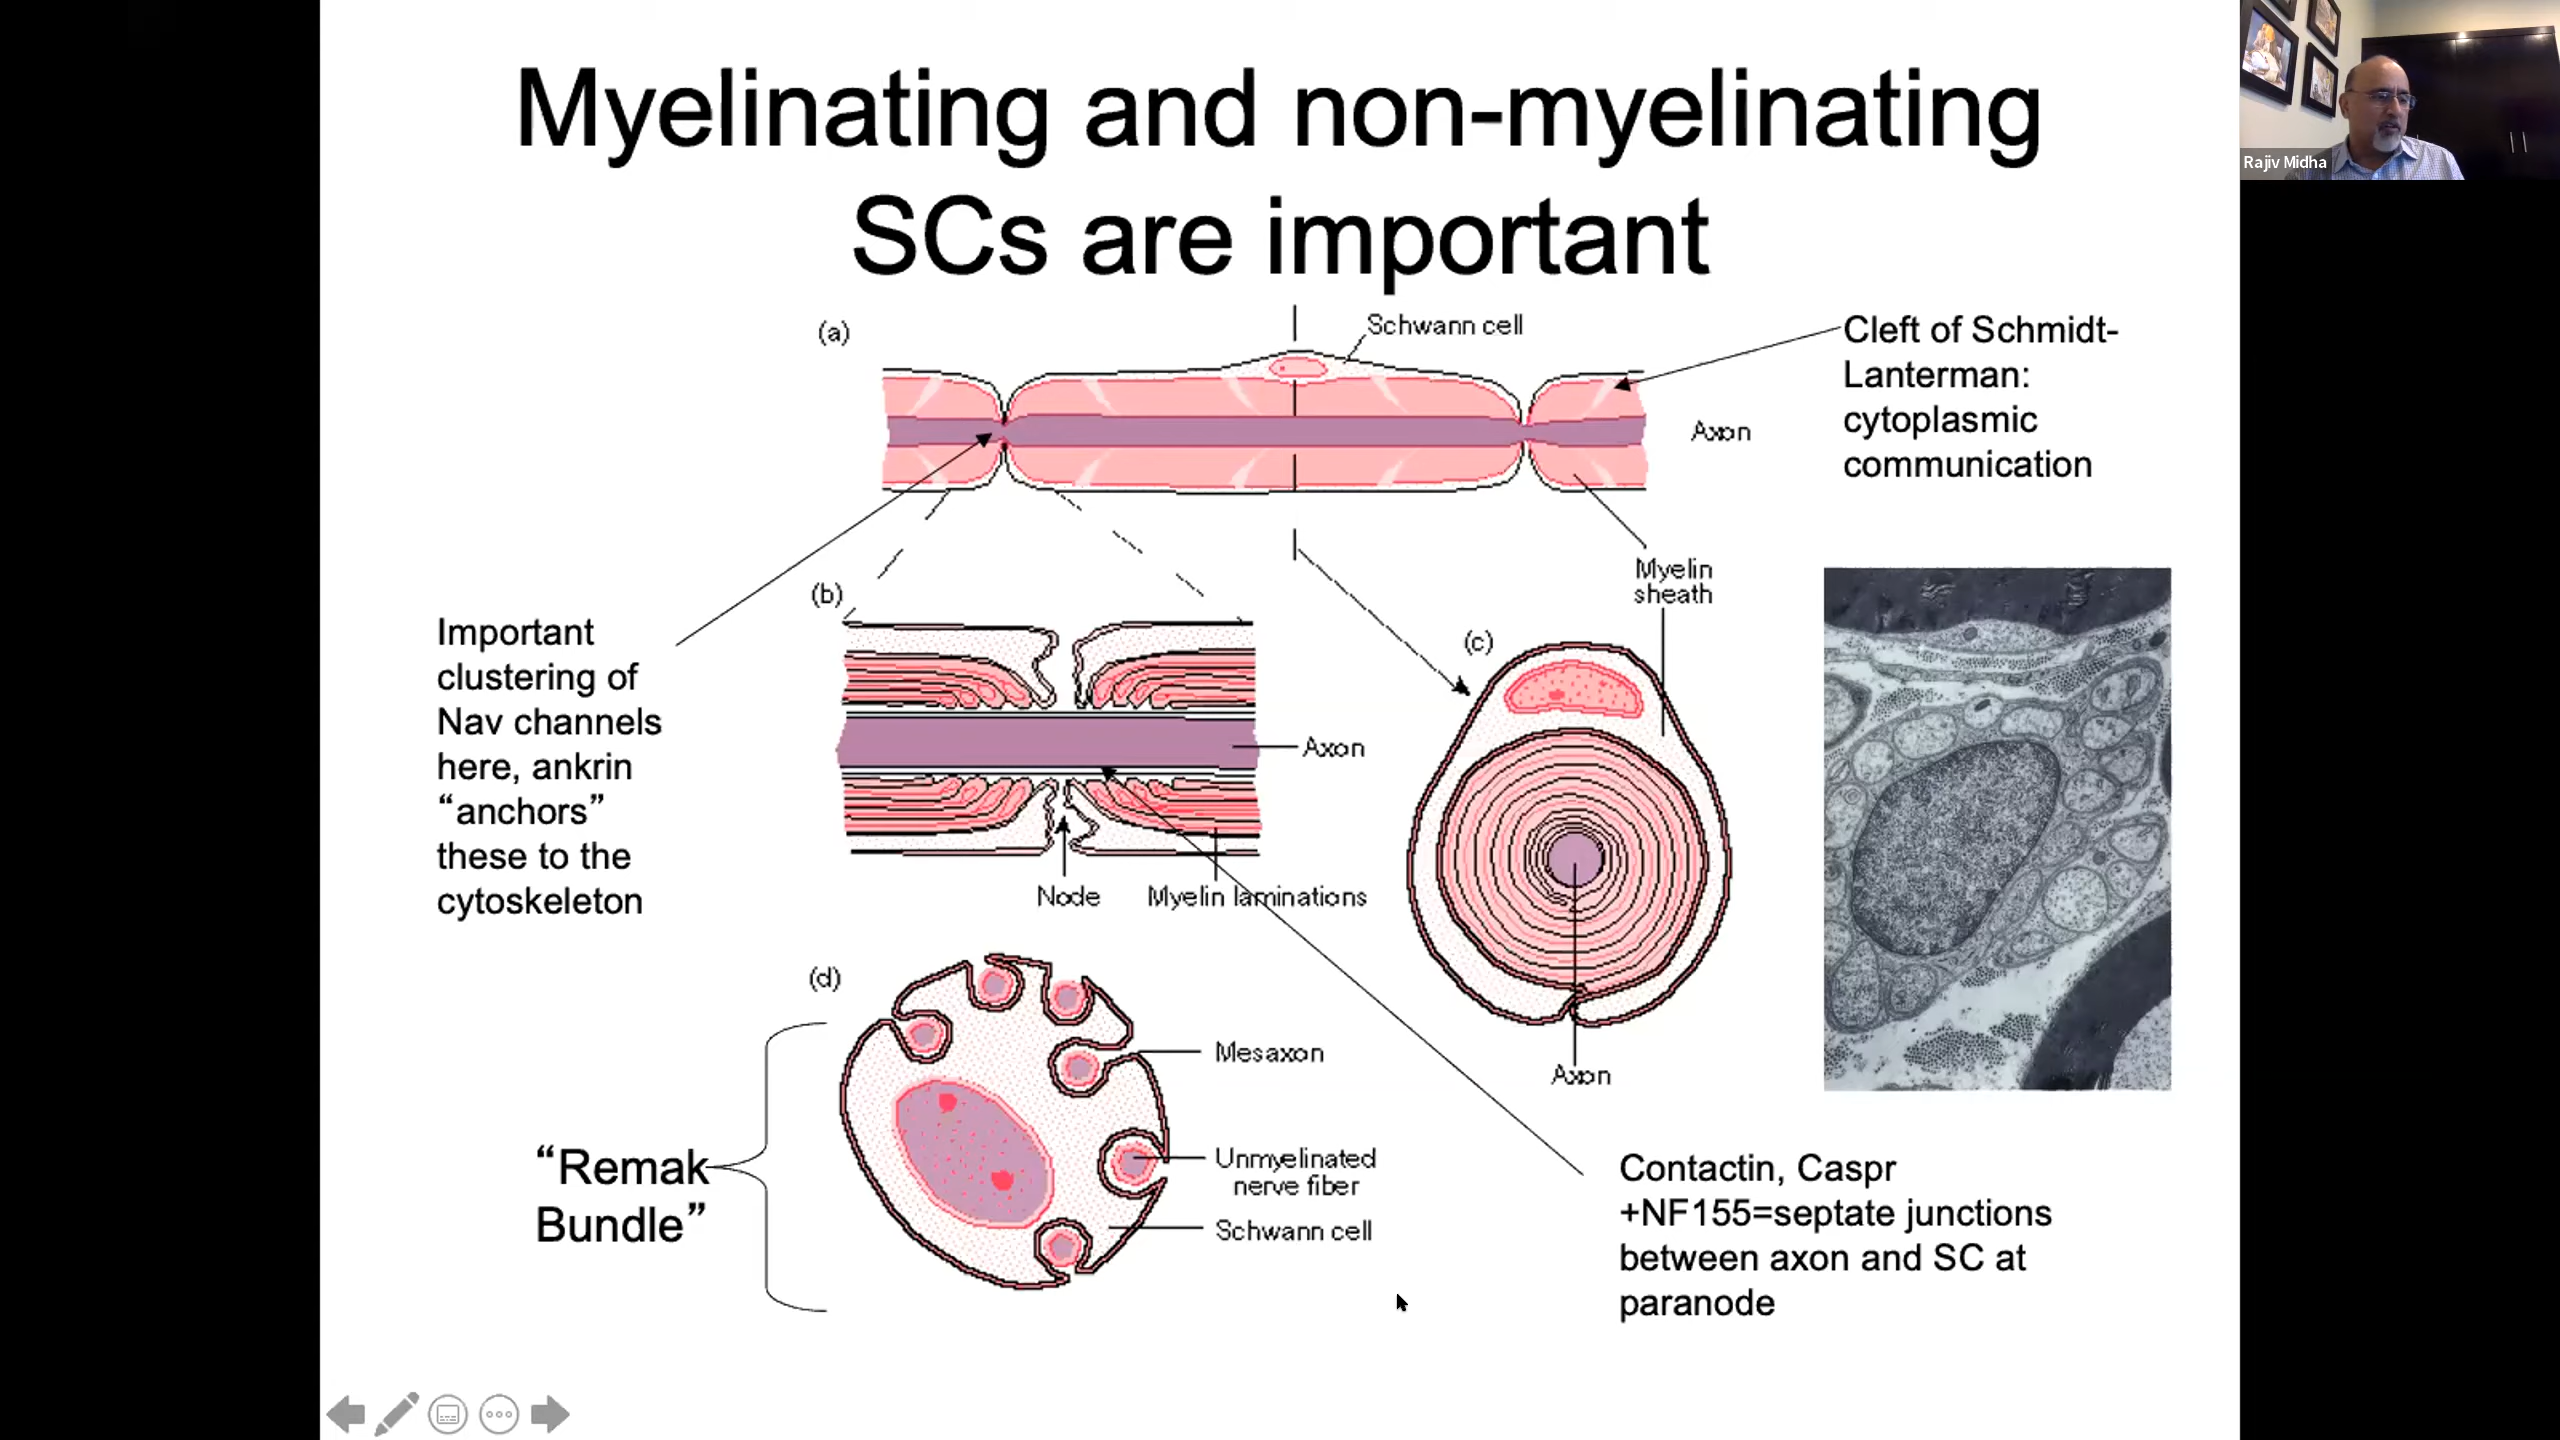 Myelinating and non-myelinating
SCs are important
Rajiv Midha
(a)
Schwann cell
Axon
Cleft of Schmidt-
Lanterman:
cytoplasmic
communication
Myelin
sheath
Important
clustering of
Nav channels
here, ankrin
“anchors”
these to the
cytoskeleton
(b)
Axon
Node
Myelin laminations
(c)
Axon
(d)
Mesaxon
Unmyelinated
nerve fiber
Schwann cell
“Remak
Bundle”
Contactin, Caspr
+NF155=septate junctions
between axon and SC at
paranode